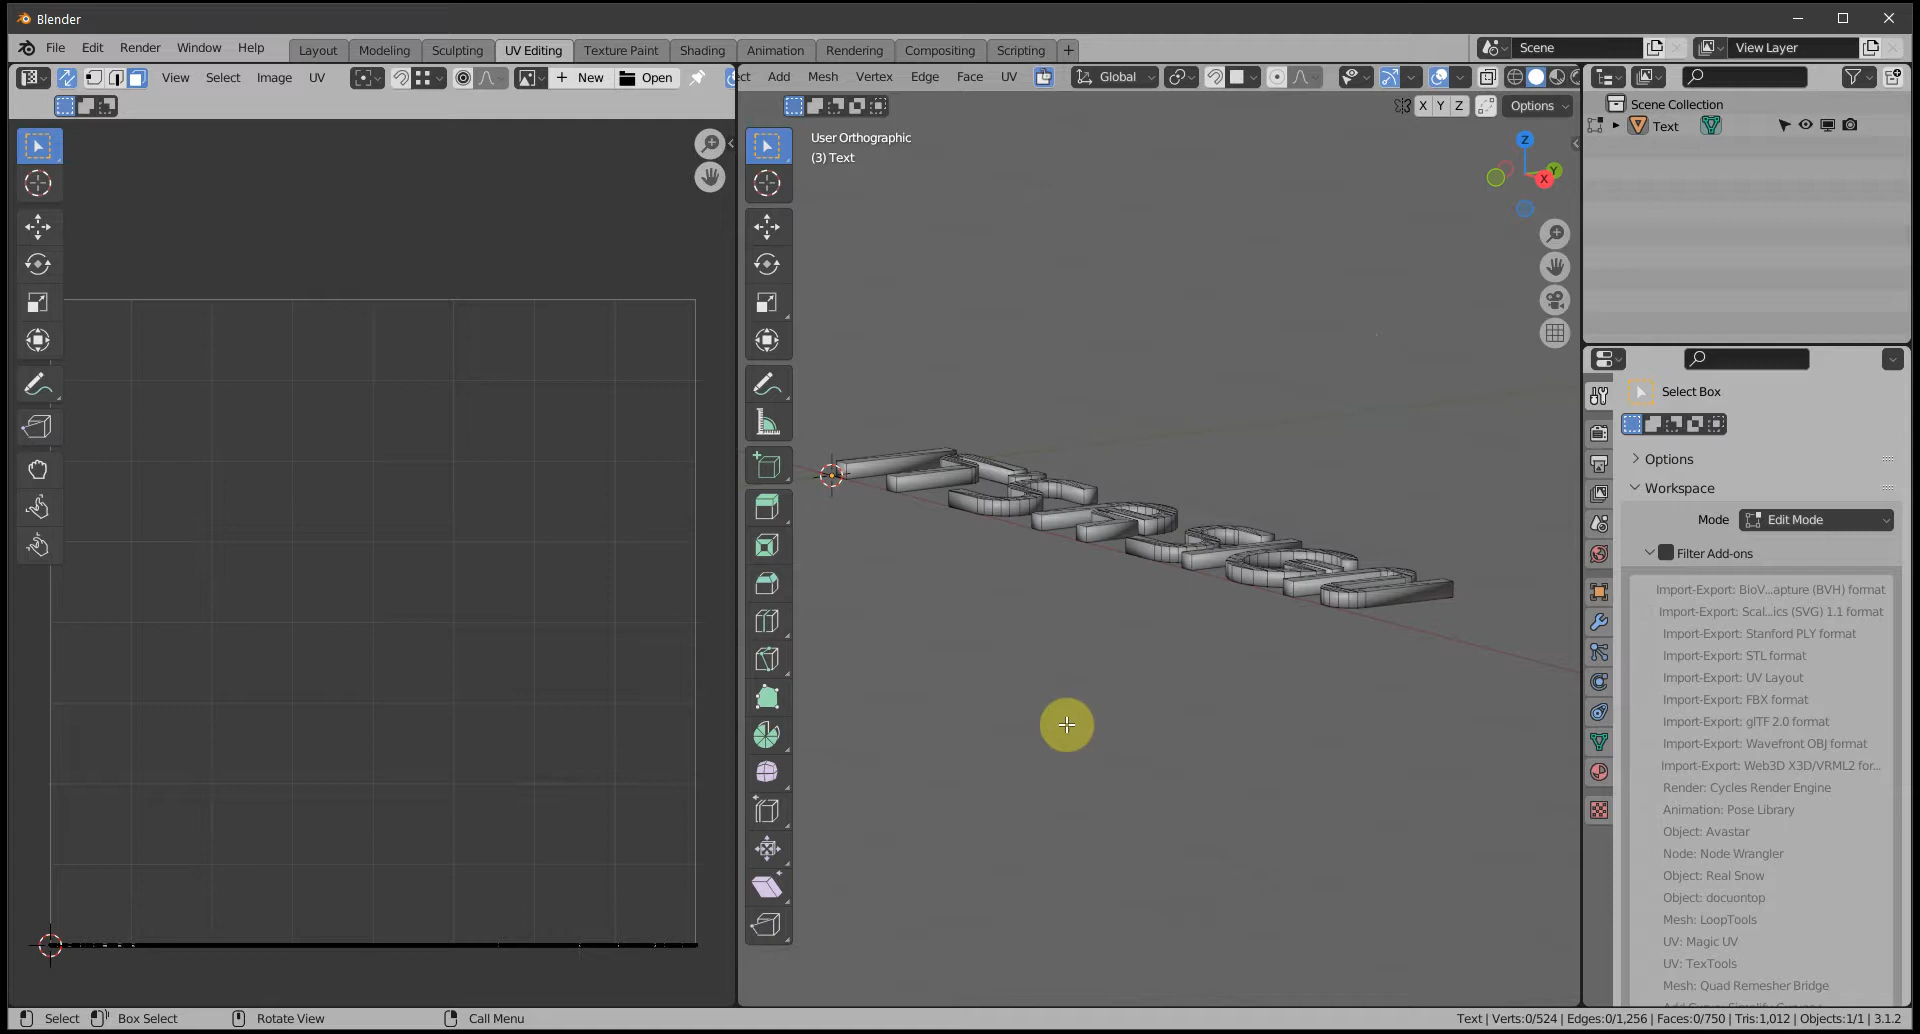 Blender
File Edit Render Window Help Layout Modeling Sculpting UV Editing Texture Paint Shading Animation Rendering Compositing Scripting + Scene View Layer
View Select Image UV New Open
ct Add Mesh Vertex Edge Face UV Global
X Y Z Options
User Orthographic
(3) Text
Z
Y
X
Scene Collection
Text
Select Box
Options
Workspace
Mode Edit Mode
Filter Add-ons
Import-Export: BioV...apture (BVH) format
Import-Export: Scal...ics (SVG) 1.1 format
Import-Export: Stanford PLY format
Import-Export: STL format
Import-Export: UV Layout
Import-Export: FBX format
Import-Export: glTF 2.0 format
Import-Export: Wavefront OBJ format
Import-Export: Web3D X3D/VRML2 for...
Render: Cycles Render Engine
Animation: Pose Library
Object: Avastar
Node: Node Wrangler
Object: Real Snow
Object: docuontop
Mesh: LoopTools
UV: Magic UV
UV: TexTools
Mesh: Quad Remesher Bridge
Select Box Select Rotate View Call Menu
Text | Verts:0/524 | Edges:0/1,256 | Faces:0/750 | Tris:1,012 | Objects:1/1 | 3.1.2